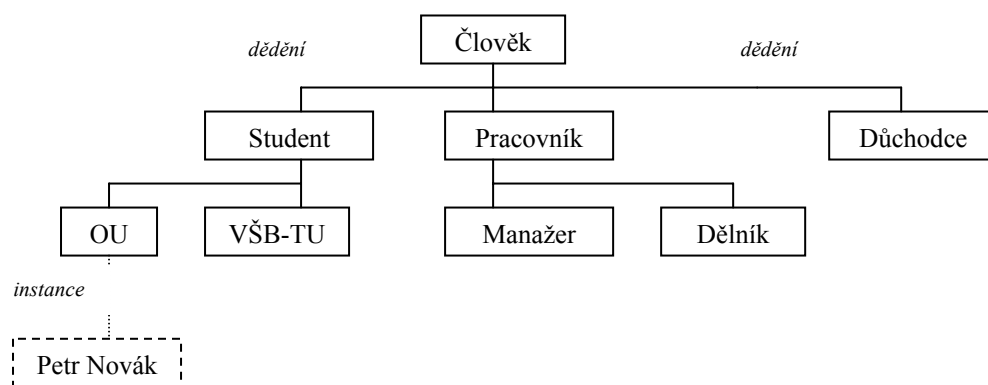 Člověk
dědění
dědění
Student
Pracovník
Důchodce
OU
VŠB-TU
Manažer
Dělník
instance
Petr Novák